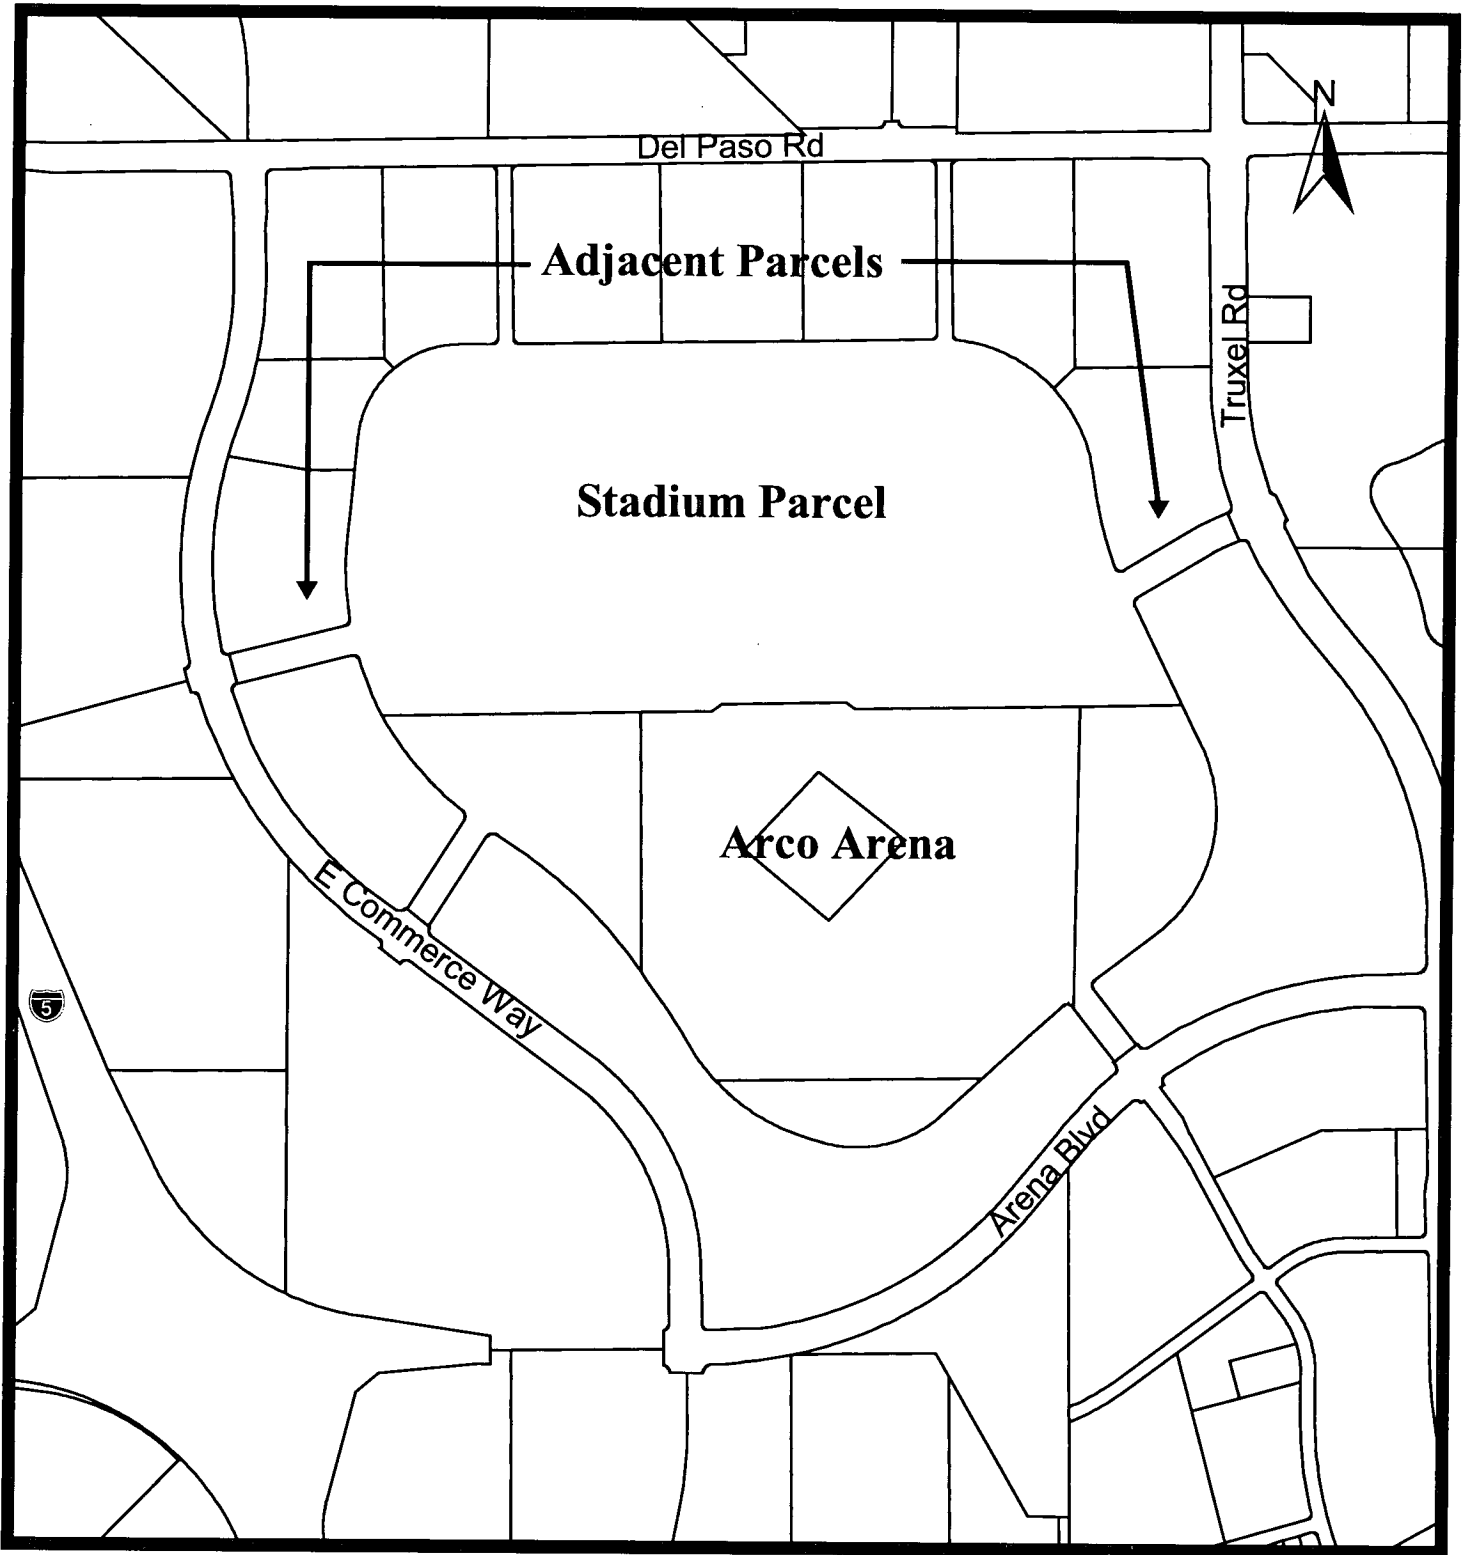 N
Del Paso Rd
Adjacent Parcels
Truxel Rd
Stadium Parcel
Arco Arena
E Commerce Way
5
Arena Blvd